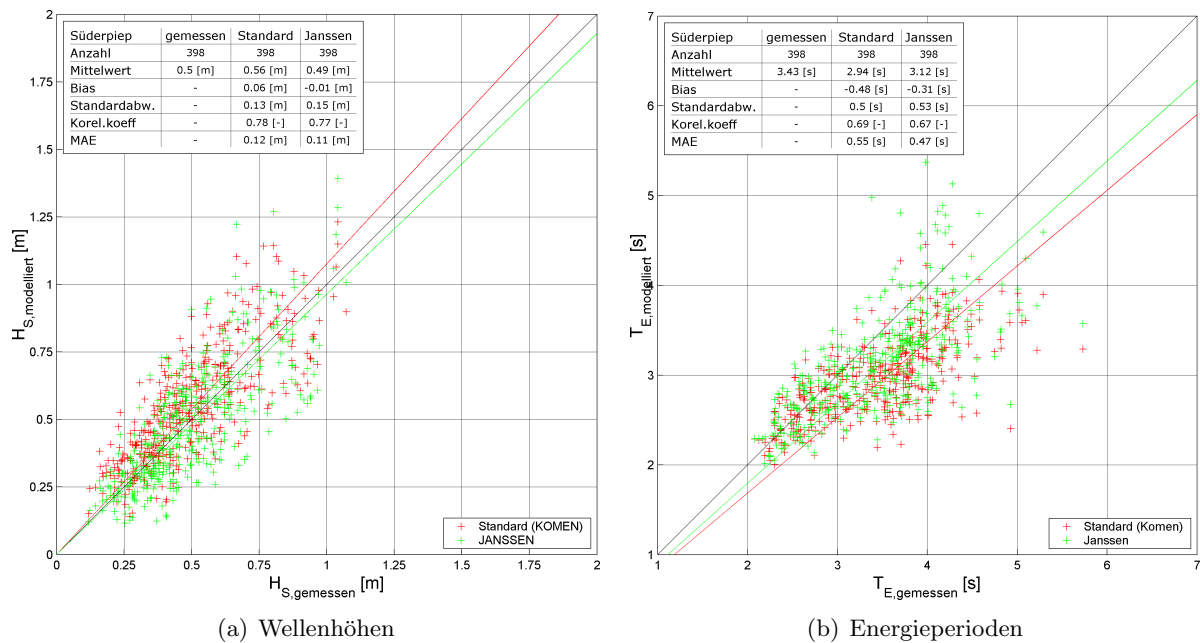 2
1.75
1.5
1.25
1
0.75
0.5
0.25
0
0
0.25
0.5
0.75
1
1.25
1.5
1.75
2
H_S,modelliert [m]
H_S,gemessen [m]
Süderpiep gemessen Standard Janssen
Anzahl 398 398 398
Mittelwert 0.5 [m] 0.56 [m] 0.49 [m]
Bias - 0.06 [m] -0.01 [m]
Standardabw. - 0.13 [m] 0.15 [m]
Korel.koeff - 0.78 [-] 0.77 [-]
MAE - 0.12 [m] 0.11 [m]
Standard (KOMEN)
JANSSEN
(a) Wellenhöhen
7
6
5
4
3
2
1
1
2
3
4
5
6
7
T_E,modelliert [s]
T_E,gemessen [s]
Süderpiep gemessen Standard Janssen
Anzahl 398 398 398
Mittelwert 3.43 [s] 2.94 [s] 3.12 [s]
Bias - -0.48 [s] -0.31 [s]
Standardabw. - 0.5 [s] 0.53 [s]
Korel.koeff - 0.69 [-] 0.67 [-]
MAE - 0.55 [s] 0.47 [s]
Standard (Komen)
Janssen
(b) Energieperioden